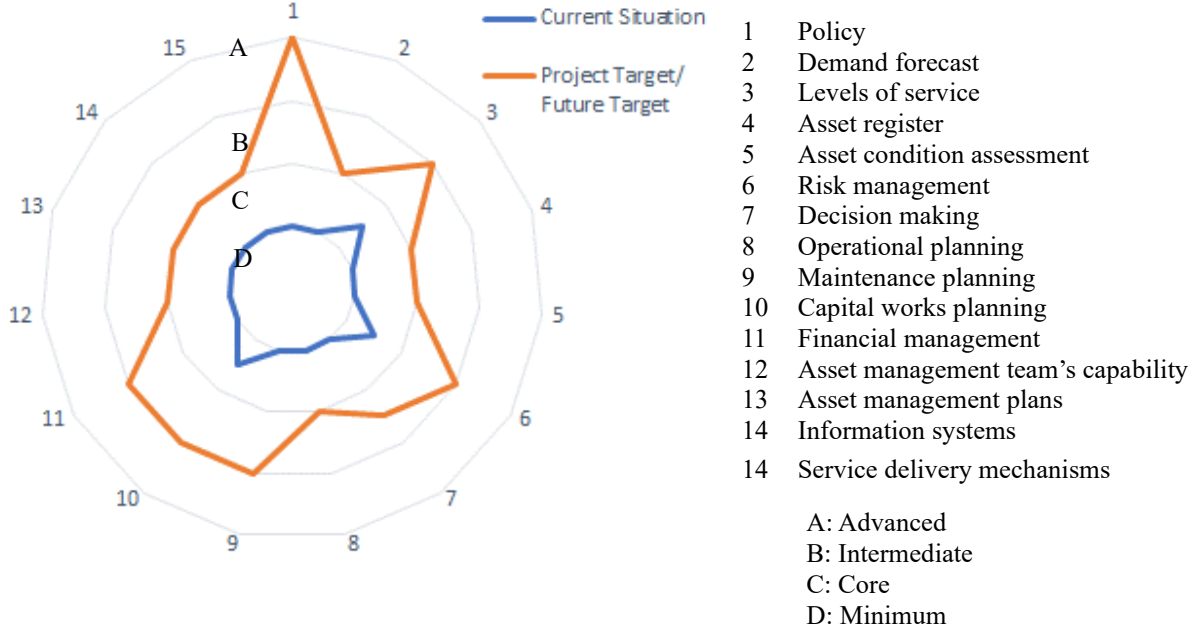 1
15
A
2
14
B
3
C
13
4
D
12
5
11
6
10
7
9
8
Current Situation
Project Target/
Future Target
1 Policy
2 Demand forecast
3 Levels of service
4 Asset register
5 Asset condition assessment
6 Risk management
7 Decision making
8 Operational planning
9 Maintenance planning
10 Capital works planning
11 Financial management
12 Asset management team’s capability
13 Asset management plans
14 Information systems
14 Service delivery mechanisms
A: Advanced
B: Intermediate
C: Core
D: Minimum